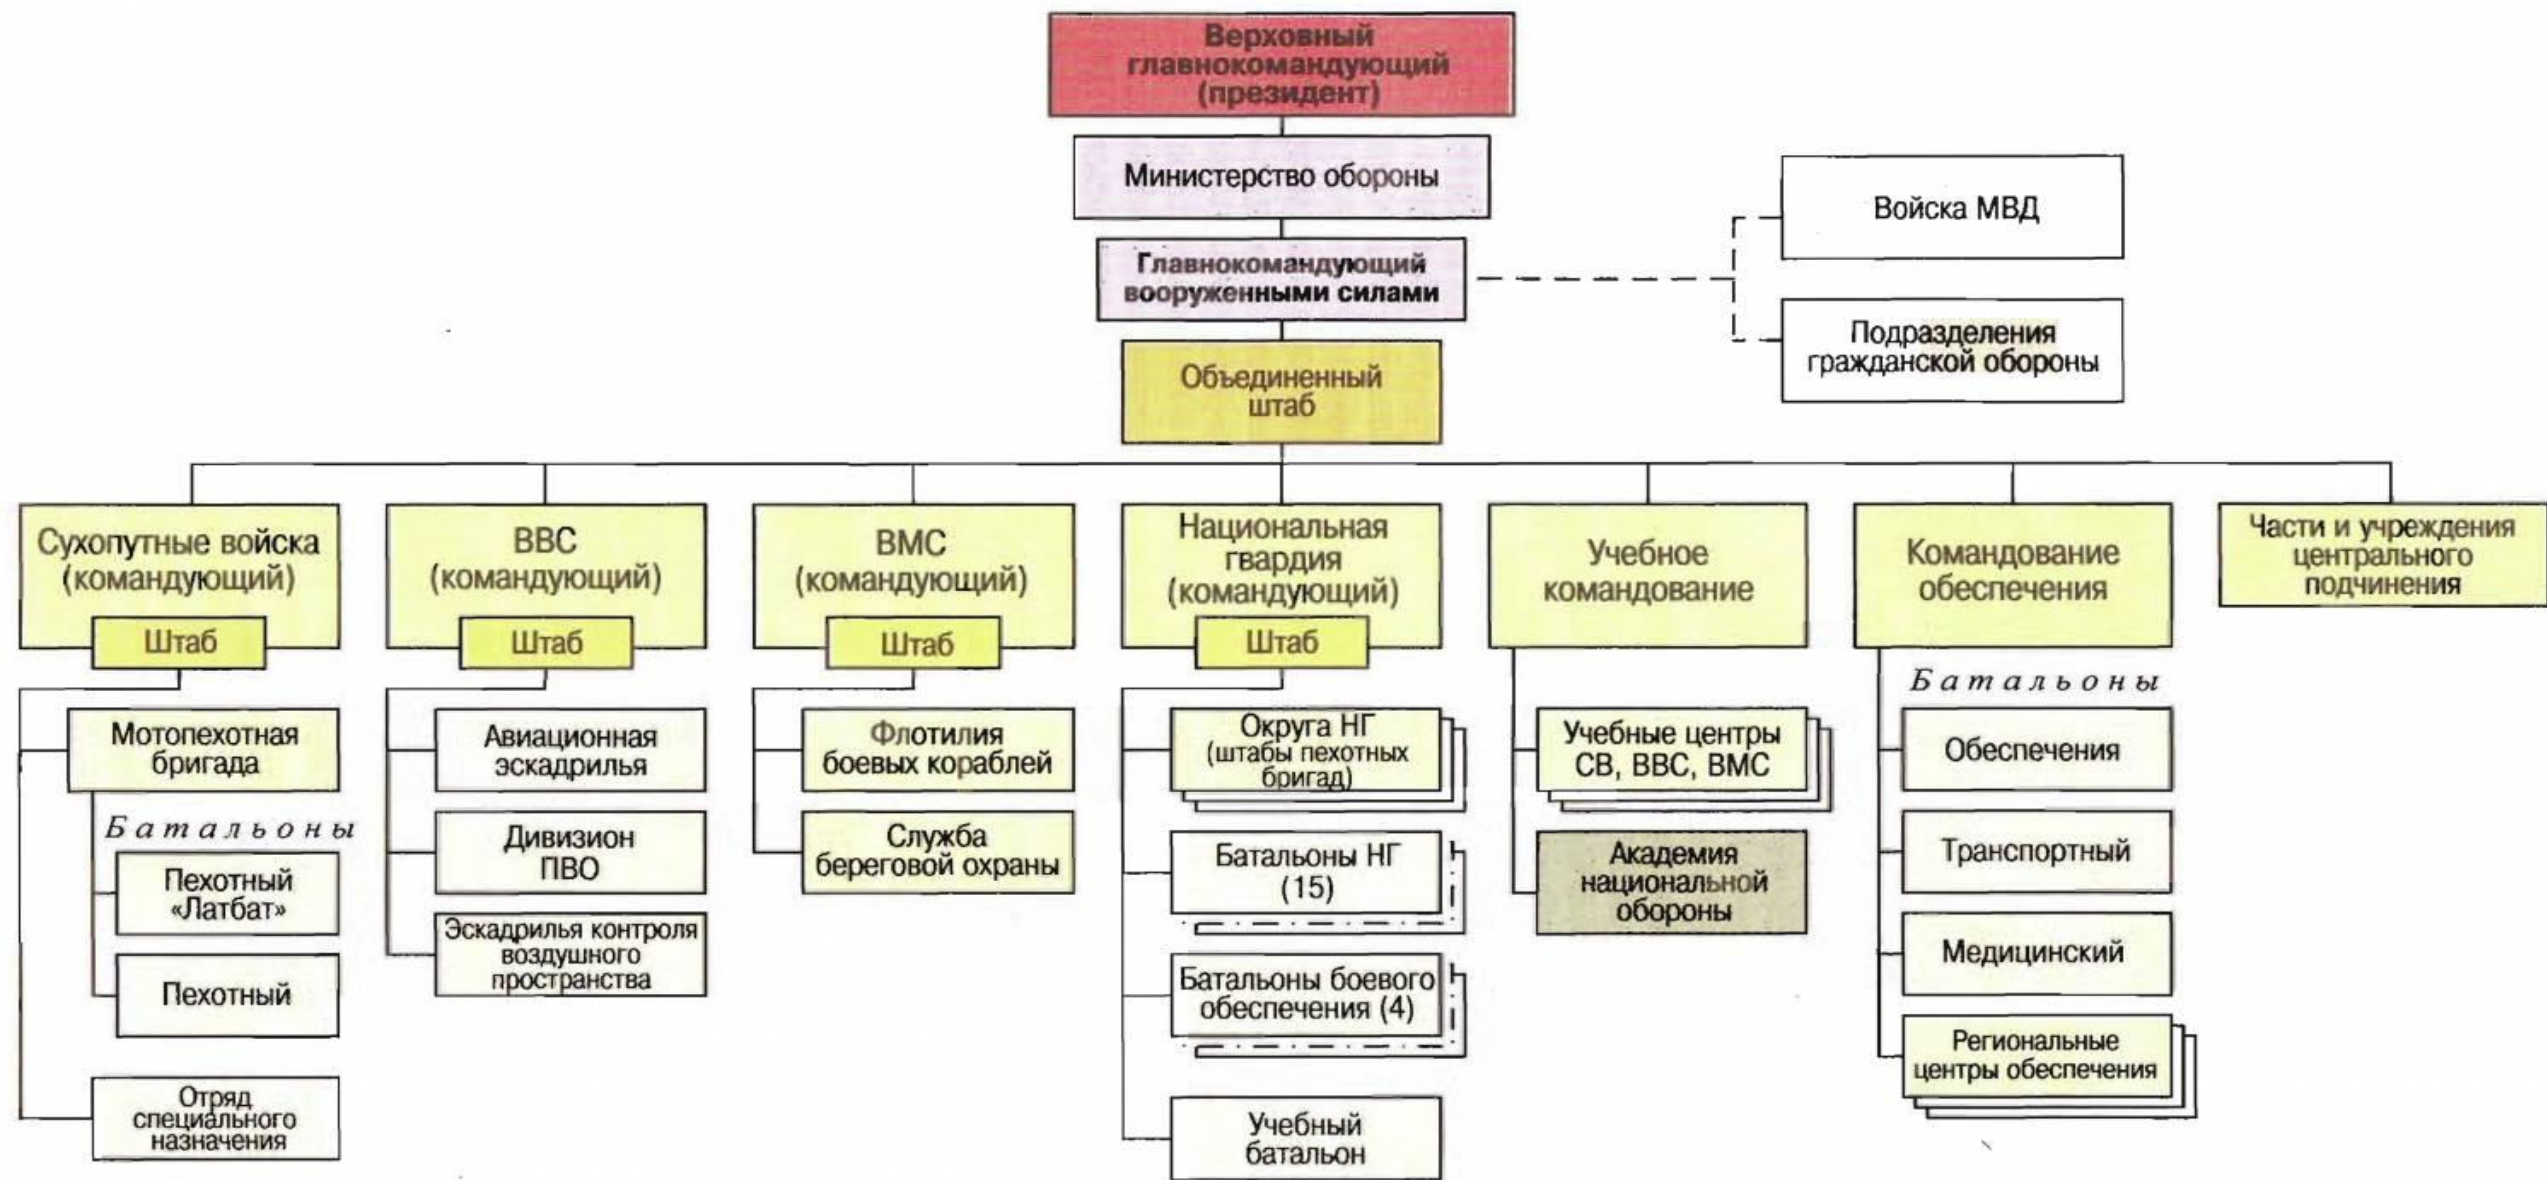 Верховный
главнокомандующий
(президент)
Министерство обороны
Главнокомандующий
вооруженными силами
Войска МВД
Подразделения
гражданской обороны
Объединенный
штаб
Сухопутные войска
(командующий)
Штаб
Мотопехотная
бригада
Батальоны
Пехотный
«Латбат»
Пехотный
Отряд
специального
назначения
ВВС
(командующий)
Штаб
Авиационная
эскадрилья
Дивизион
ПВО
Эскадрилья контроля
воздушного
пространства
ВМС
(командующий)
Штаб
Флотилия
боевых кораблей
Служба
береговой охраны
Национальная
гвардия
(командующий)
Штаб
Округа НГ
(штабы пехотных
бригад)
Батальоны НГ
(15)
Батальоны боевого
обеспечения (4)
Учебный
батальон
Учебное
командование
Учебные центры
СВ, ВВС, ВМС
Академия
национальной
обороны
Командование
обеспечения
Батальоны
Обеспечения
Транспортный
Медицинский
Региональные
центры обеспечения
Части и учреждения
центрального
подчинения